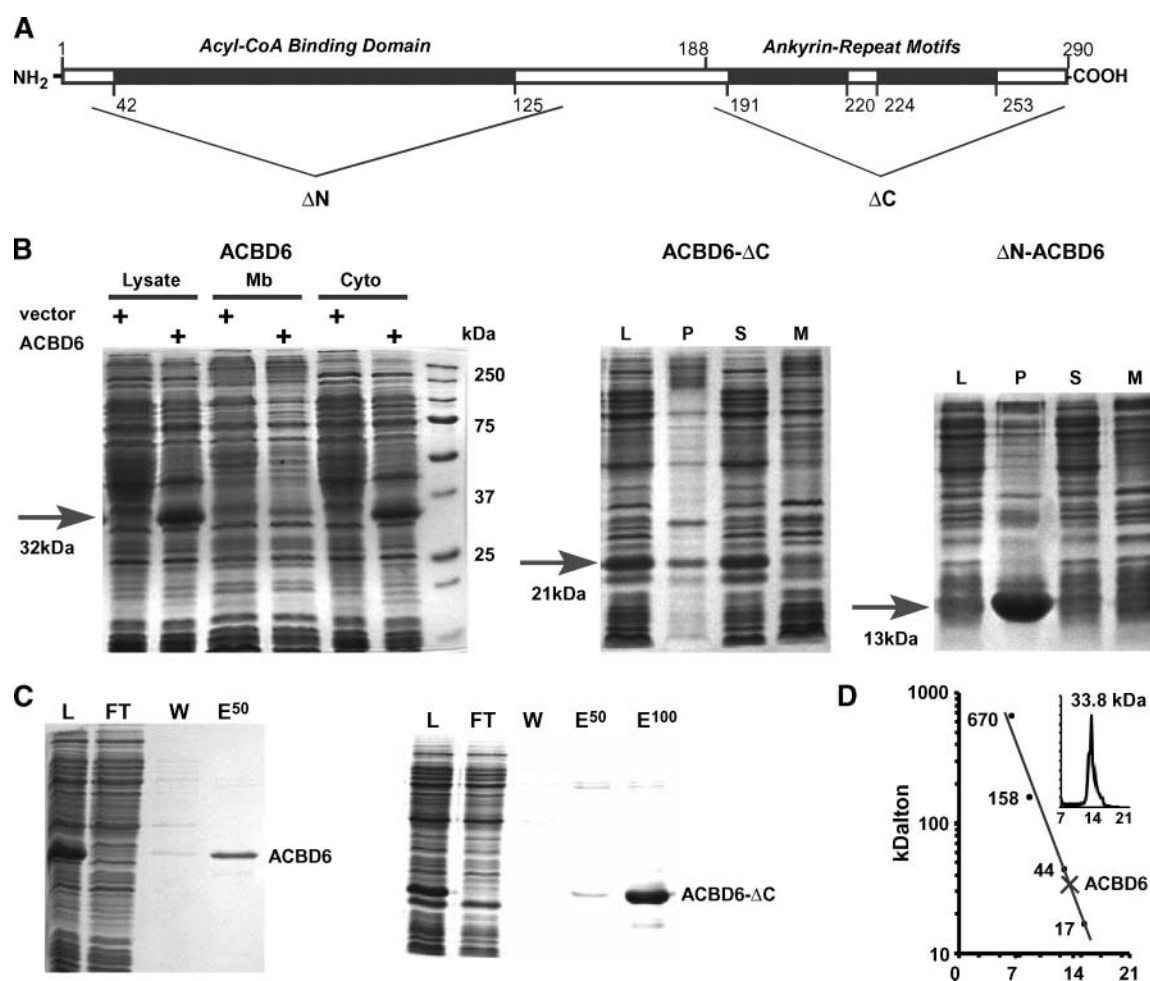 A
1 Acyl-CoA Binding Domain 188 Ankyrin-Repeat Motifs 290
NH2 -COOH
42 125 191 220 224 253
ΔN ΔC
B
ACBD6 ACBD6-ΔC ΔN-ACBD6
Lysate Mb Cyto
vector + + +
ACBD6 + + + kDa
L P S M
L P S M
250
75
37
25
32kDa
21kDa
13kDa
C
L FT W E50
ACBD6
L FT W E50 E100
ACBD6-ΔC
D
1000
100
10
kDalton
670
158
44
17
ACBD6
33.8 kDa
7 14 21
0 7 14 21